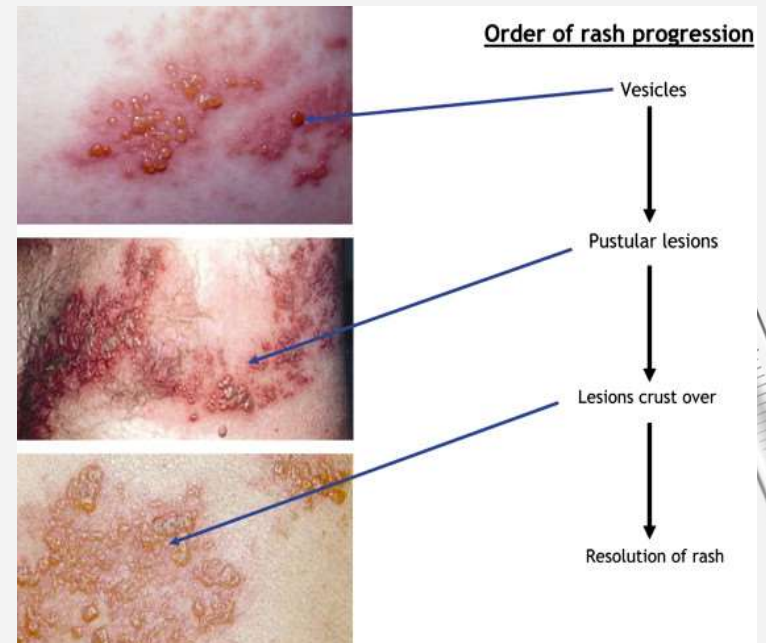 Order of rash progression
Vesicles
Pustular lesions
Lesions crust over
Resolution of rash